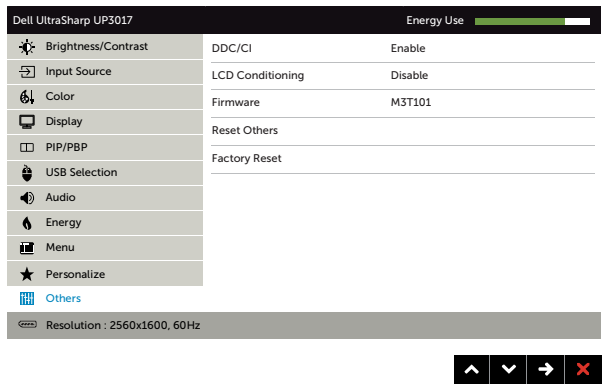 Dell UltraSharp UP3017 Energy Use
Brightness/Contrast DDC/CI Enable
Input Source LCD Conditioning Disable
Color Firmware M3T101
Display Reset Others
PIP/PBP Factory Reset
USB Selection
Audio
Energy
Menu
Personalize
Others
Resolution : 2560x1600, 60Hz